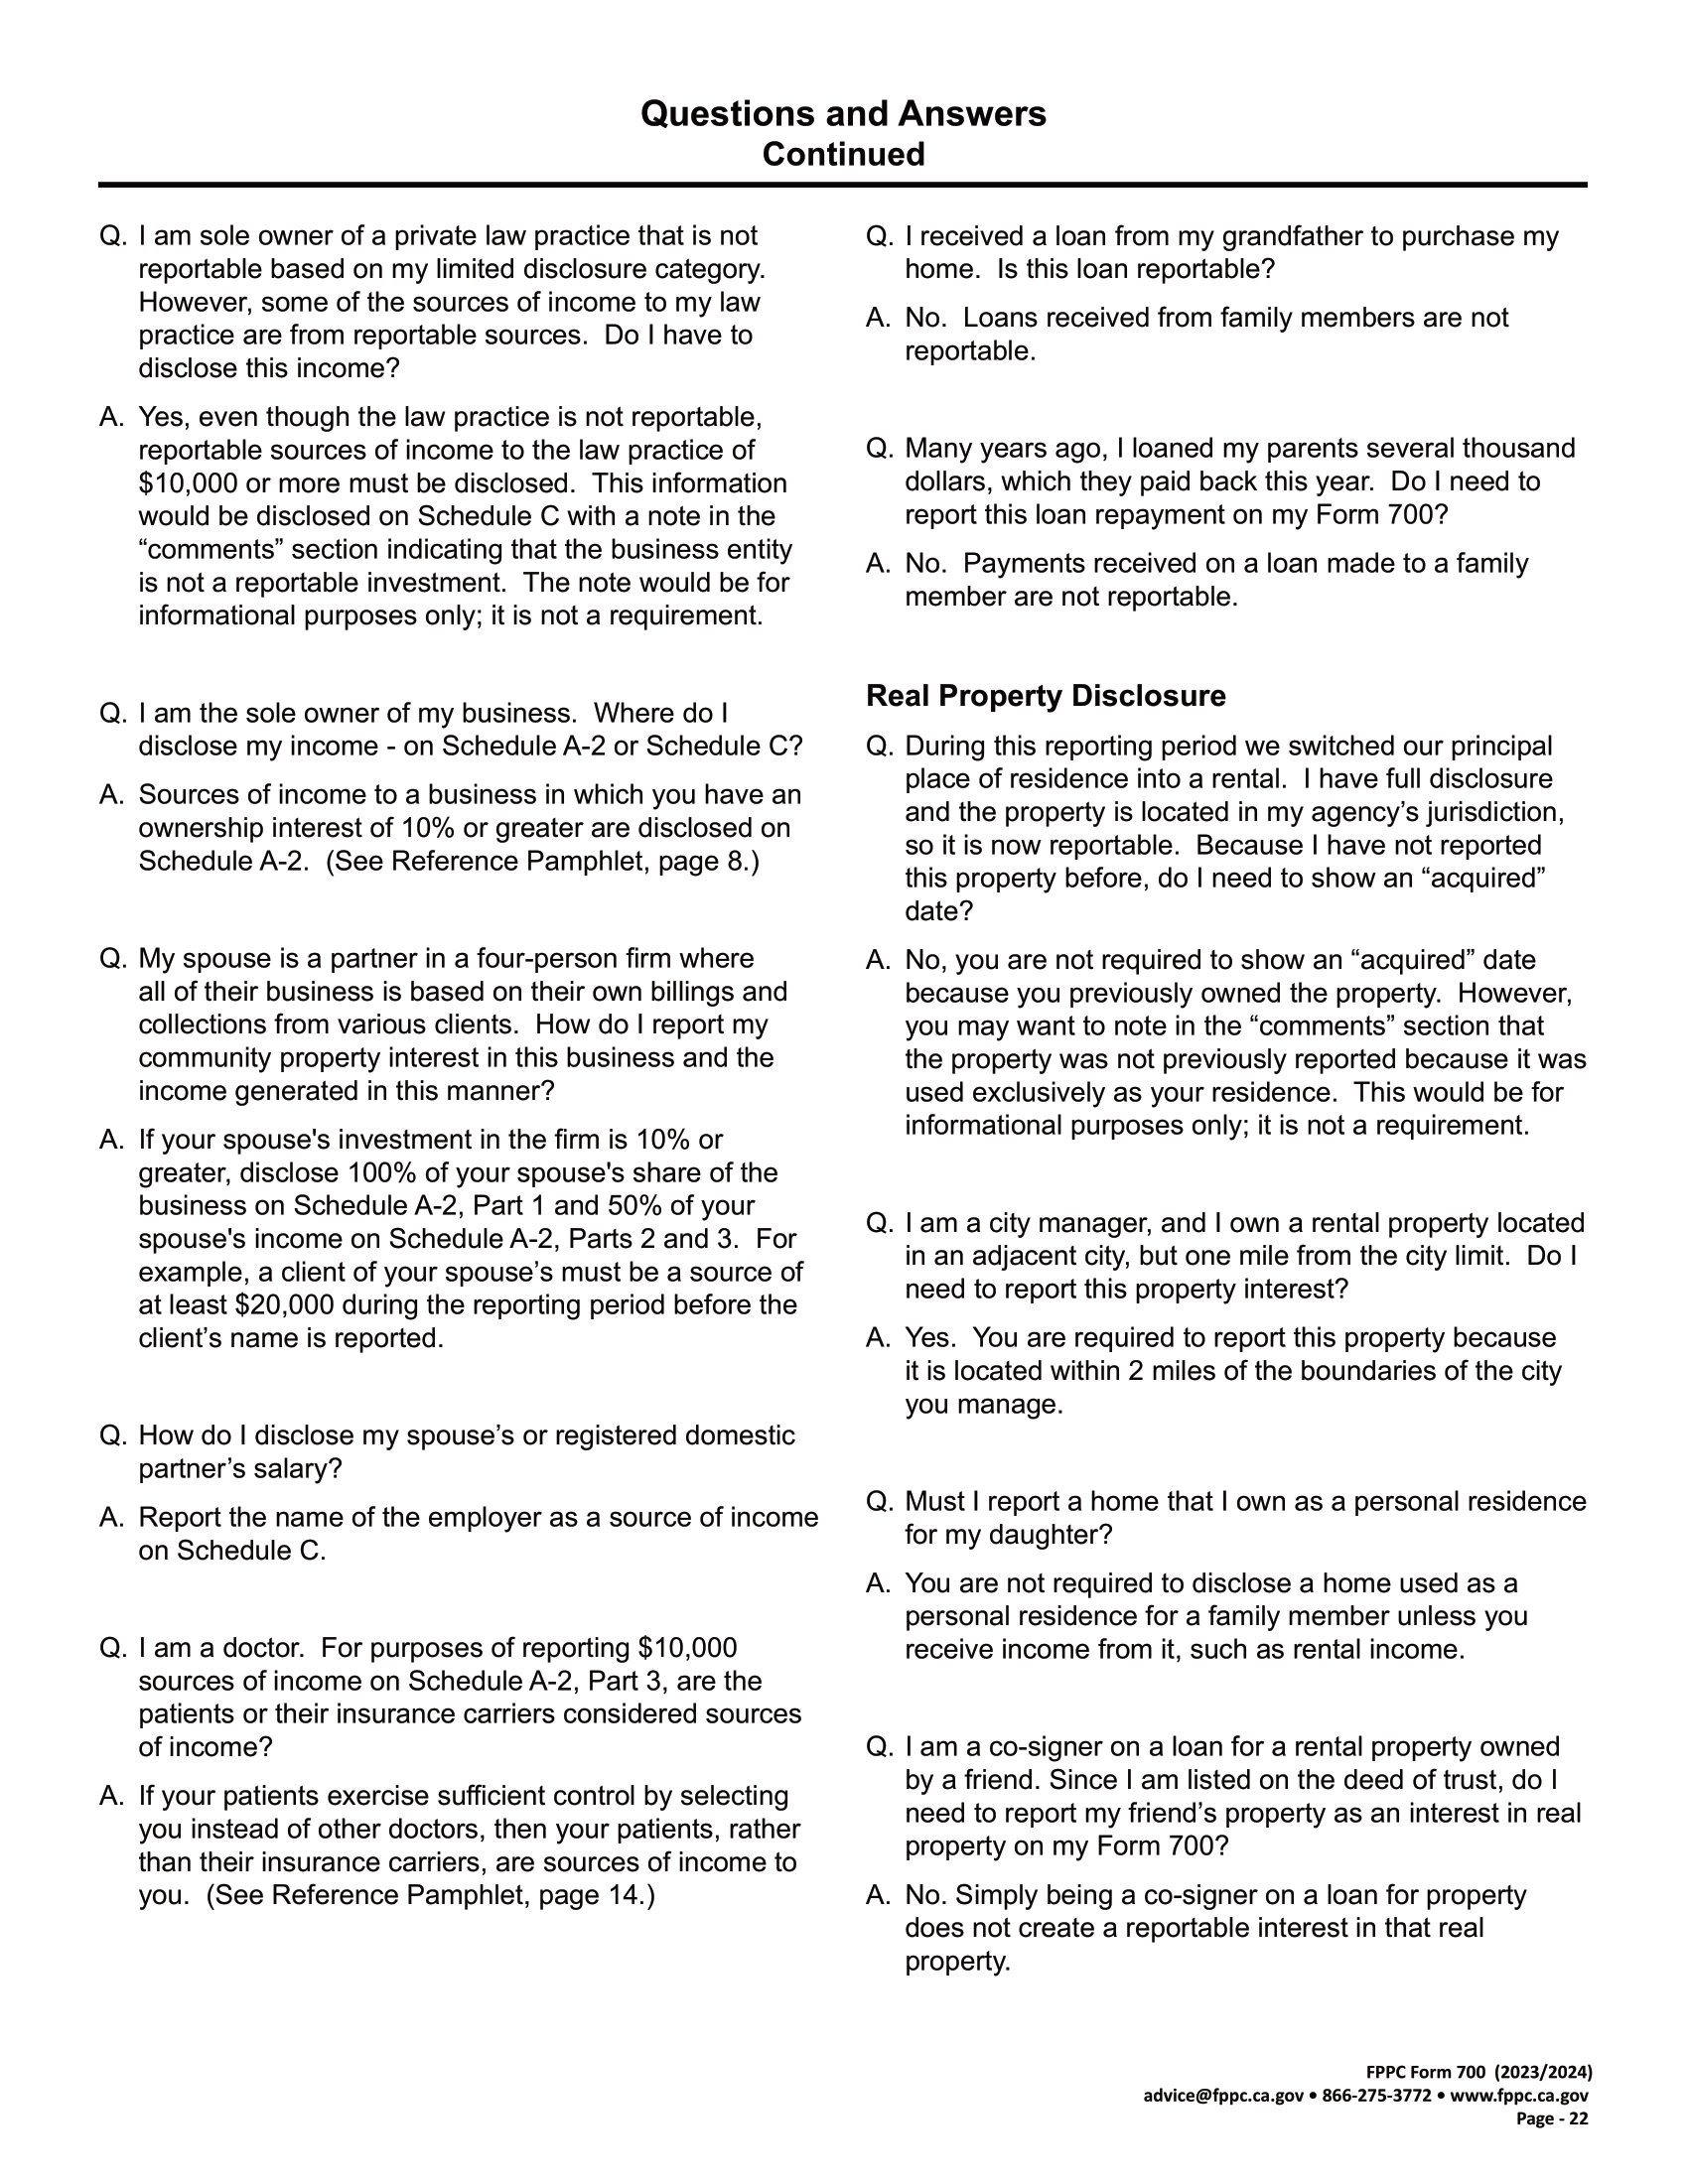 Questions and Answers
Continued
Q. I am sole owner of a private law practice that is not
reportable based on my limited disclosure category.
However, some of the sources of income to my law
practice are from reportable sources.  Do I have to
disclose this income?
A. Yes, even though the law practice is not reportable,
reportable sources of income to the law practice of
$10,000 or more must be disclosed.  This information
would be disclosed on Schedule C with a note in the
“comments” section indicating that the business entity
is not a reportable investment.  The note would be for
informational purposes only; it is not a requirement.
Q. I am the sole owner of my business.  Where do I
disclose my income - on Schedule A-2 or Schedule C?
A. Sources of income to a business in which you have an
ownership interest of 10% or greater are disclosed on
Schedule A-2.  (See Reference Pamphlet, page 8.)
Q. My spouse is a partner in a four-person firm where
all of their business is based on their own billings and
collections from various clients.  How do I report my
community property interest in this business and the
income generated in this manner?
A. If your spouse's investment in the firm is 10% or
greater, disclose 100% of your spouse's share of the
business on Schedule A-2, Part 1 and 50% of your
spouse's income on Schedule A-2, Parts 2 and 3.  For
example, a client of your spouse’s must be a source of
at least $20,000 during the reporting period before the
client’s name is reported.
Q. How do I disclose my spouse’s or registered domestic
partner’s salary?
A. Report the name of the employer as a source of income
on Schedule C.
Q. I am a doctor.  For purposes of reporting $10,000
sources of income on Schedule A-2, Part 3, are the
patients or their insurance carriers considered sources
of income?
A. If your patients exercise sufficient control by selecting
you instead of other doctors, then your patients, rather
than their insurance carriers, are sources of income to
you.  (See Reference Pamphlet, page 14.)
Q. I received a loan from my grandfather to purchase my
home.  Is this loan reportable?
A. No.  Loans received from family members are not
reportable.
Q. Many years ago, I loaned my parents several thousand
dollars, which they paid back this year.  Do I need to
report this loan repayment on my Form 700?
A. No.  Payments received on a loan made to a family
member are not reportable.
Real Property Disclosure
Q. During this reporting period we switched our principal
place of residence into a rental.  I have full disclosure
and the property is located in my agency’s jurisdiction,
so it is now reportable.  Because I have not reported
this property before, do I need to show an “acquired”
date?
A. No, you are not required to show an “acquired” date
because you previously owned the property.  However,
you may want to note in the “comments” section that
the property was not previously reported because it was
used exclusively as your residence.  This would be for
informational purposes only; it is not a requirement.
Q. I am a city manager, and I own a rental property located
in an adjacent city, but one mile from the city limit.  Do I
need to report this property interest?
A. Yes.  You are required to report this property because
it is located within 2 miles of the boundaries of the city
you manage.
Q. Must I report a home that I own as a personal residence
for my daughter?
A. You are not required to disclose a home used as a
personal residence for a family member unless you
receive income from it, such as rental income.
Q. I am a co-signer on a loan for a rental property owned
by a friend. Since I am listed on the deed of trust, do I
need to report my friend’s property as an interest in real
property on my Form 700?
A. No. Simply being a co-signer on a loan for property
does not create a reportable interest in that real
property.
FPPC Form 700  (2023/2024)
advice@fppc.ca.gov • 866-275-3772 • www.fppc.ca.gov
Page - 22